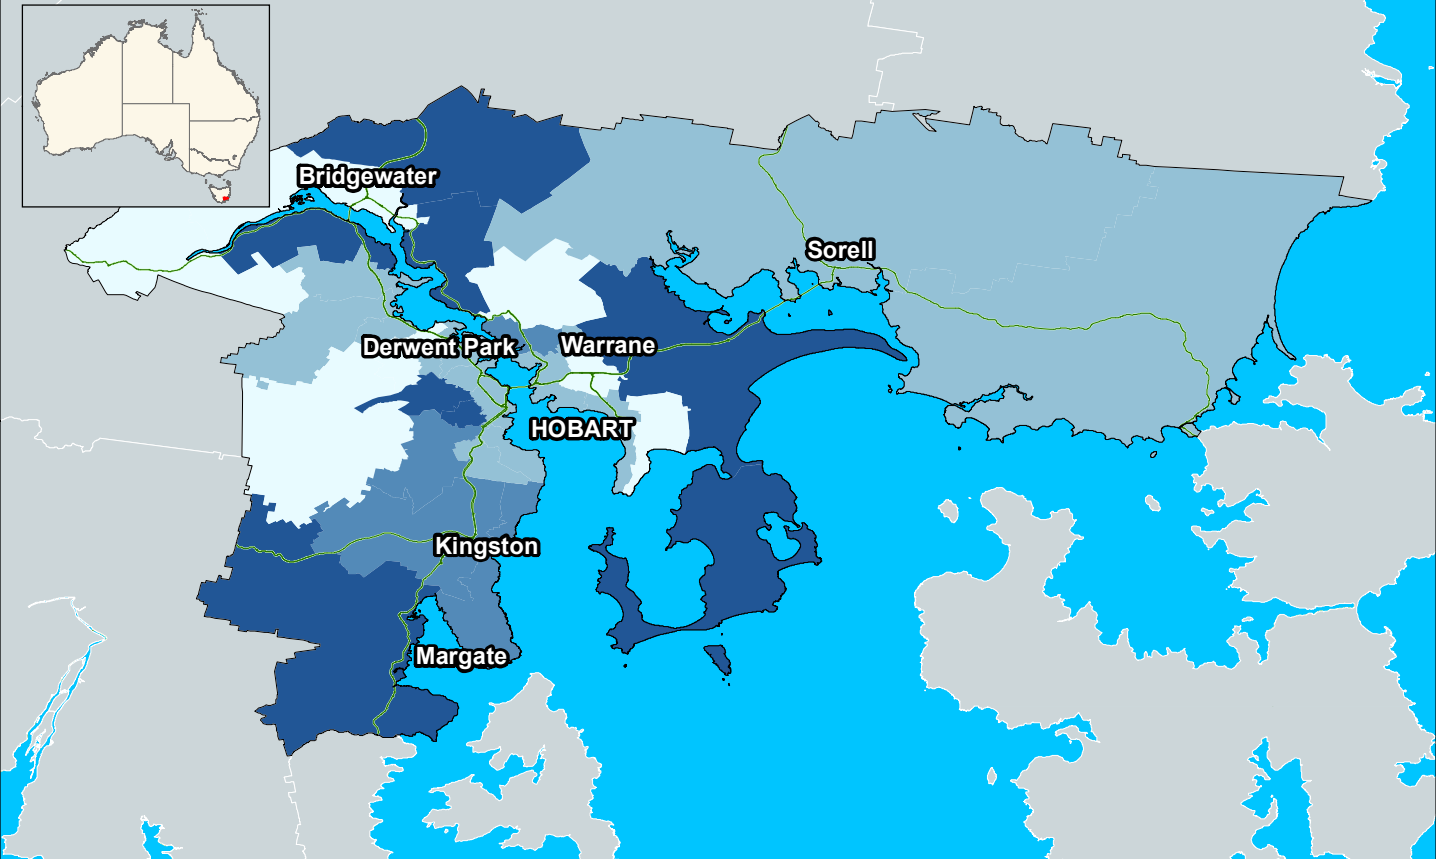 Bridgewater
Sorell
Derwent Park
Warrane
HOBART
Kingston
Margate